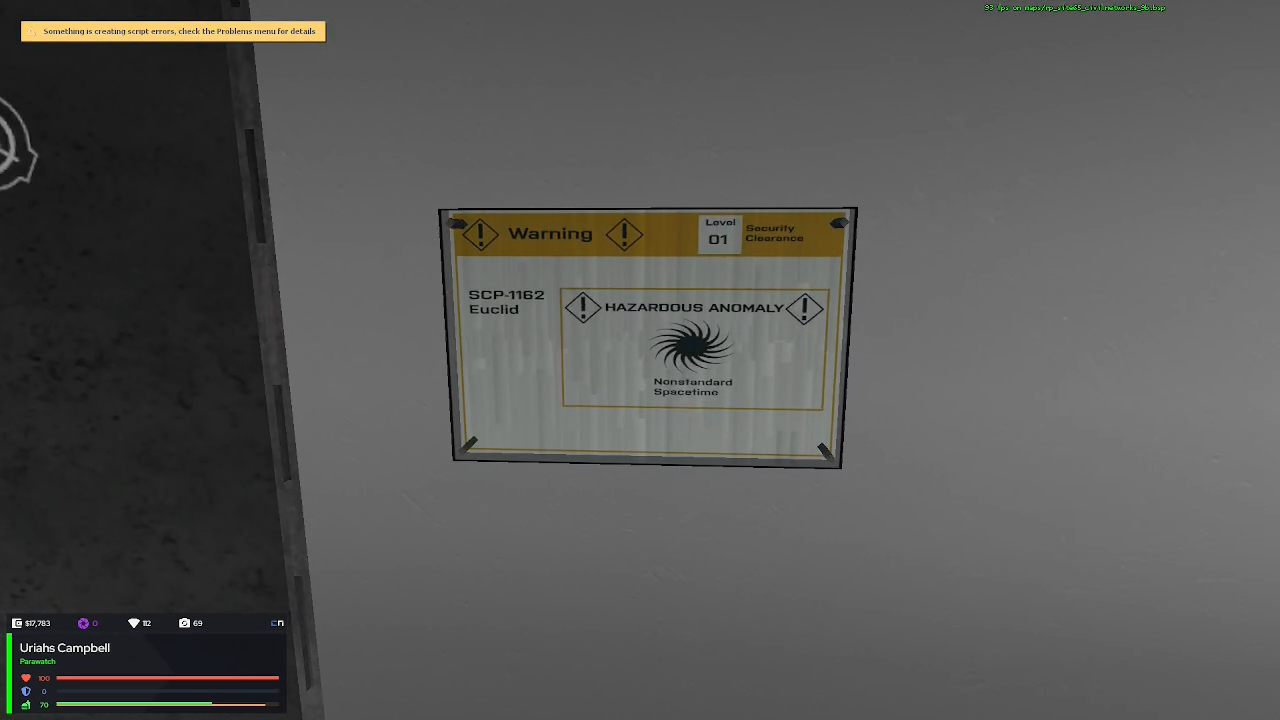 93 fps on maps/rp_site65_civilnetworks_9b.bsp
Something is creating script errors, check the Problems menu for details
Warning
Level
01
Security
Clearance
SCP-1162
Euclid
HAZARDOUS ANOMALY
Nonstandard
Spacetime
$17,783 0 112 69
Uriahs Campbell
Parawatch
100
0
70